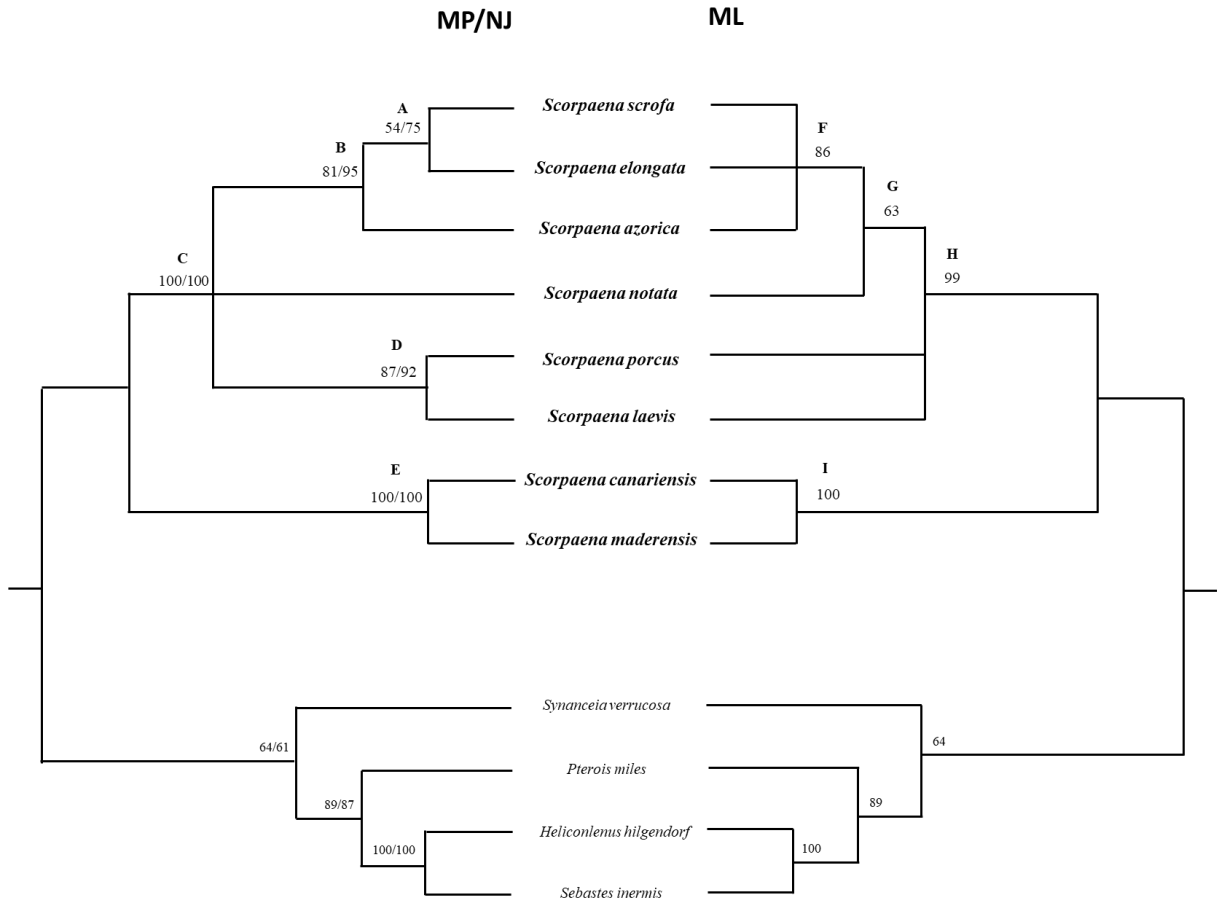 MP/NJ ML
Scorpaena scrofa
A
F
54/75
B
86
Scorpaena elongata
81/95
G
63
Scorpaena azorica
C
H
100/100
99
Scorpaena notata
D
Scorpaena porcus
87/92
Scorpaena laevis
E
I
Scorpaena canariensis
100/100
100
Scorpaena maderensis
Synanceia verrucosa
64/61
64
Pterois miles
89/87
89
Heliconlenus hilgendorf
100/100
100
Sebastes inermis